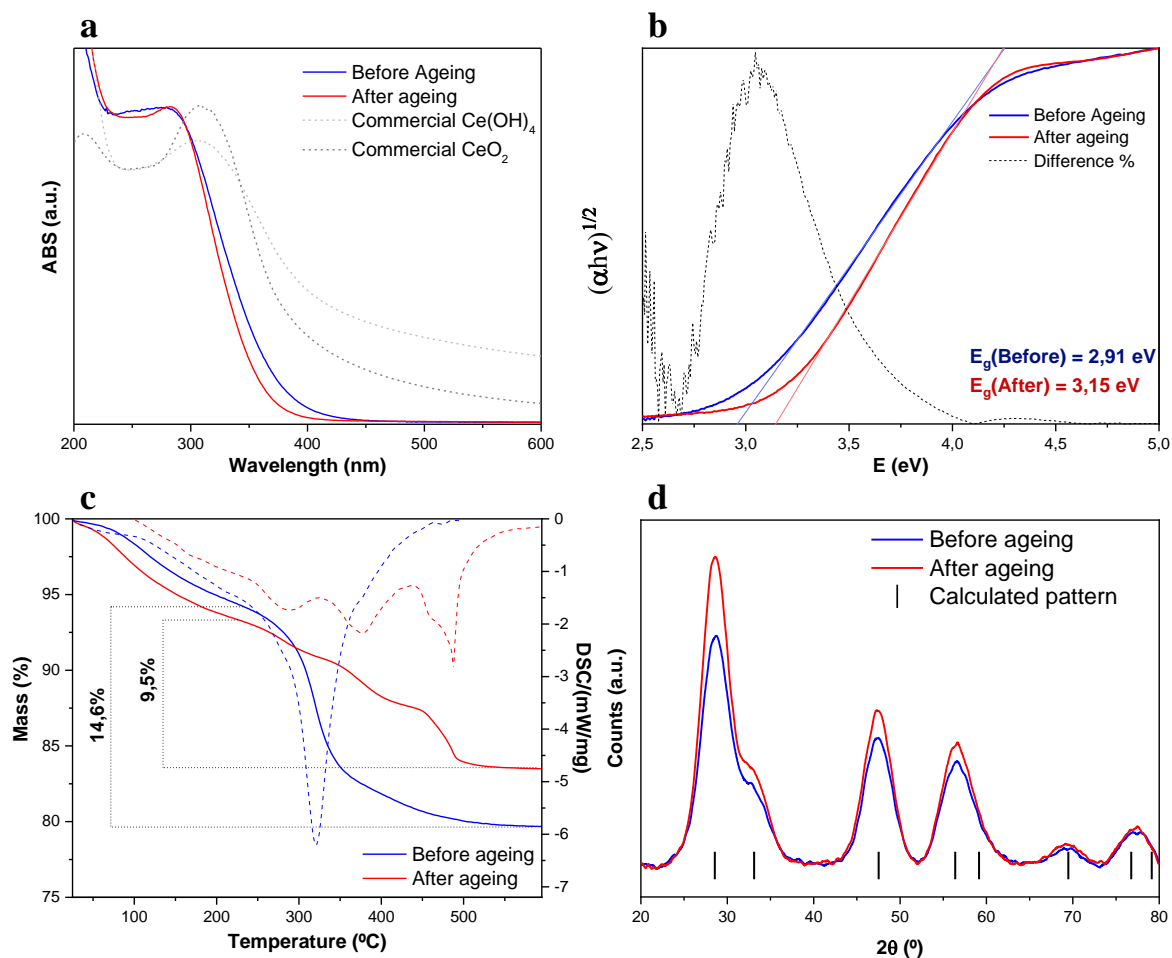 a
ABS (a.u.)
Before Ageing
After ageing
Commercial Ce(OH)4
Commercial CeO2
200 300 400 500 600
Wavelength (nm)
b
(αhν)1/2
Before Ageing
After ageing
Difference %
Eg(Before) = 2,91 eV
Eg(After) = 3,15 eV
2,5 3,0 3,5 4,0 4,5 5,0
E (eV)
c
100
95
90
85
80
75
Mass (%)
14,6%
9,5%
0
-1
-2
-3
-4
-5
-6
-7
DSC/(mW/mg)
Before ageing
After ageing
100 200 300 400 500
Temperature (ºC)
d
Counts (a.u.)
Before ageing
After ageing
Calculated pattern
20 30 40 50 60 70 80
2θ (º)